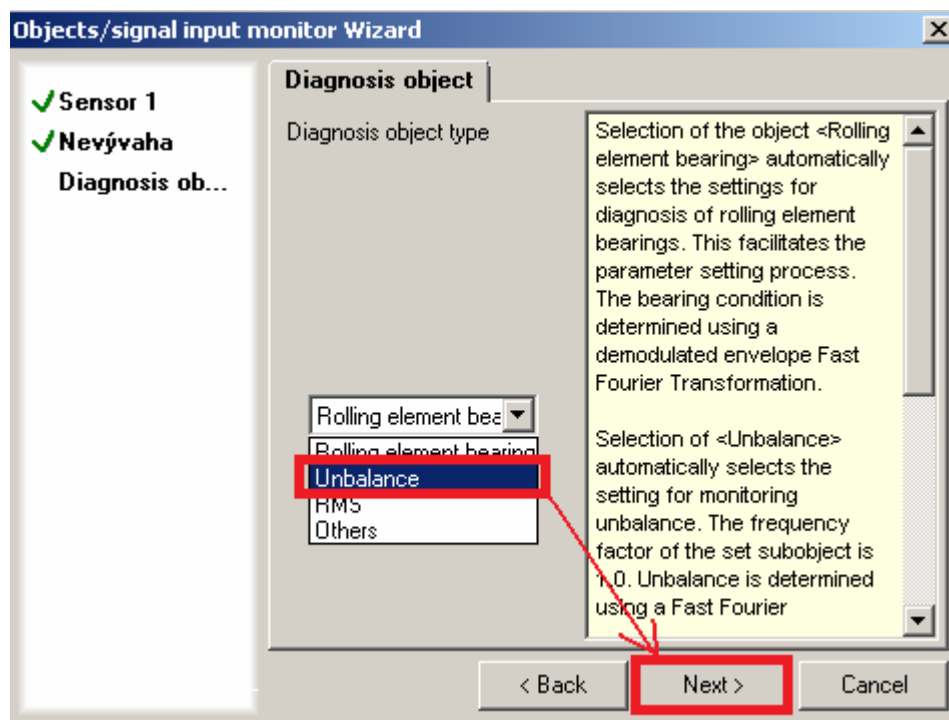 Objects/signal input monitor Wizard
Sensor 1
Nevývaha
Diagnosis ob...
Diagnosis object
Diagnosis object type
Rolling element bea
Rolling element bearing
Unbalance
RMS
Others
Selection of the object <Rolling
element bearing> automatically
selects the settings for
diagnosis of rolling element
bearings. This facilitates the
parameter setting process.
The bearing condition is
determined using a
demodulated envelope Fast
Fourier Transformation.
Selection of <Unbalance>
automatically selects the
setting for monitoring
unbalance. The frequency
factor of the set subobject is
1.0. Unbalance is determined
using a Fast Fourier
< Back
Next >
Cancel